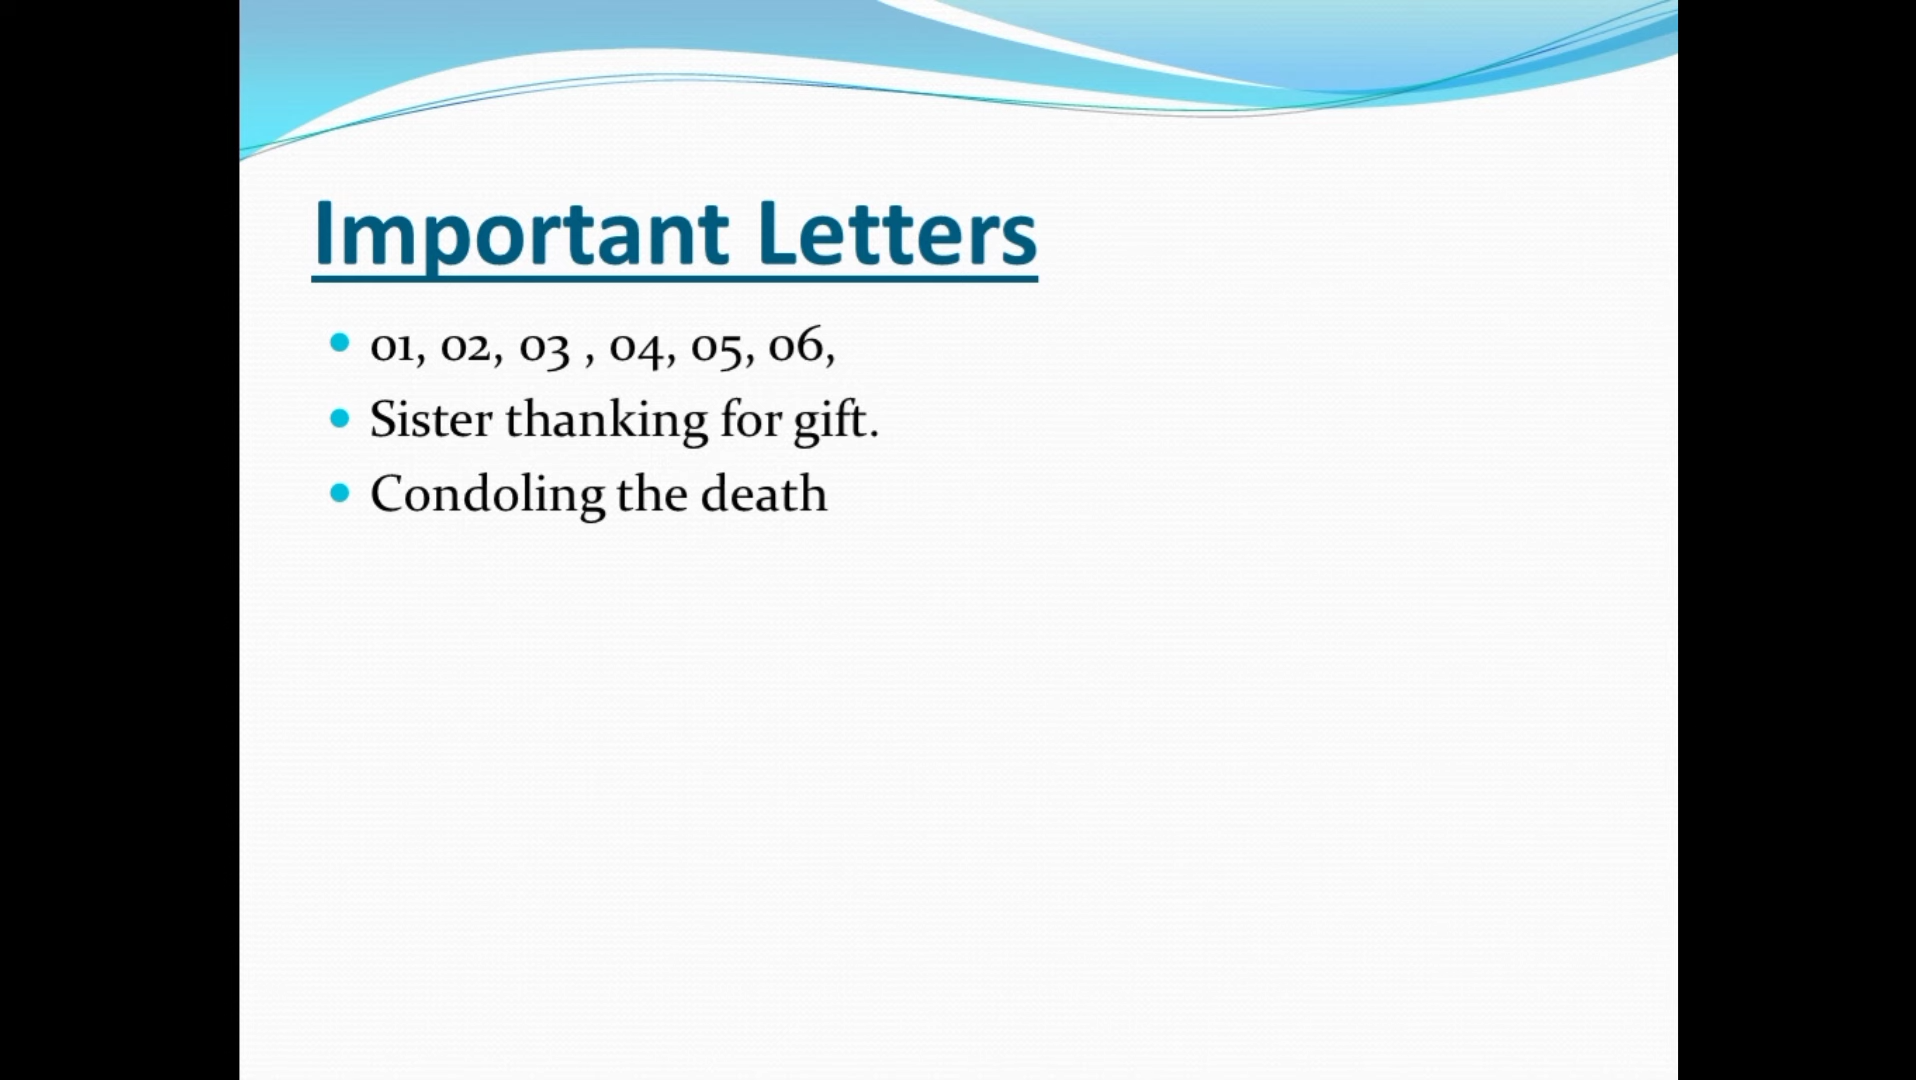 Important Letters
01, 02, 03 , 04, 05, 06,
Sister thanking for gift.
Condoling the death